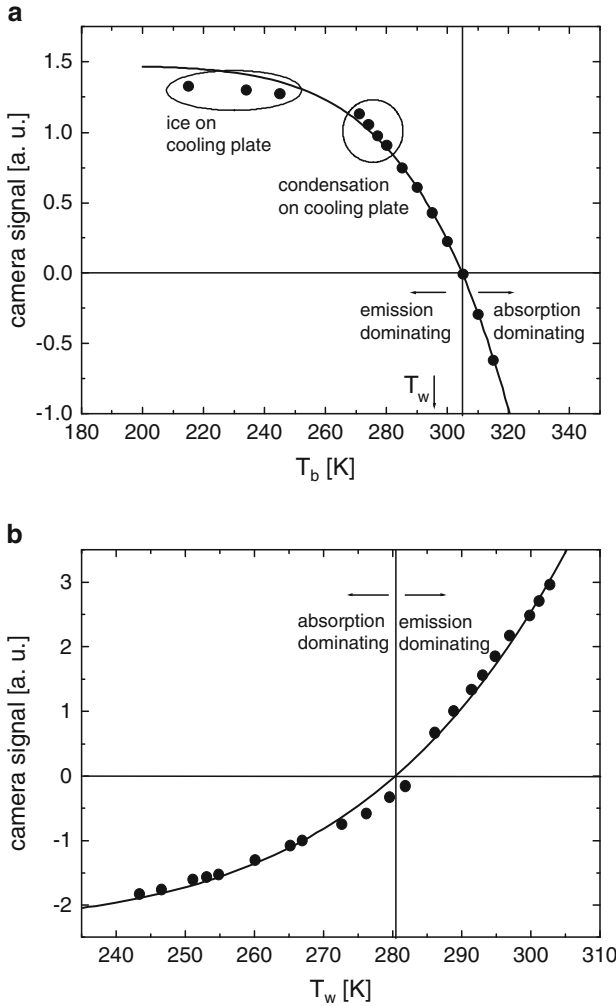 a
1.5
1.0
0.5
0.0
-0.5
-1.0
camera signal [a. u.]
ice on
cooling plate
condensation
on cooling plate
emission
dominating
absorption
dominating
T_w
180 200 220 240 260 280 300 320 340
T_b [K]
b
3
2
1
0
-1
-2
camera signal [a. u.]
absorption
dominating
emission
dominating
240 250 260 270 280 290 300 310
T_w [K]